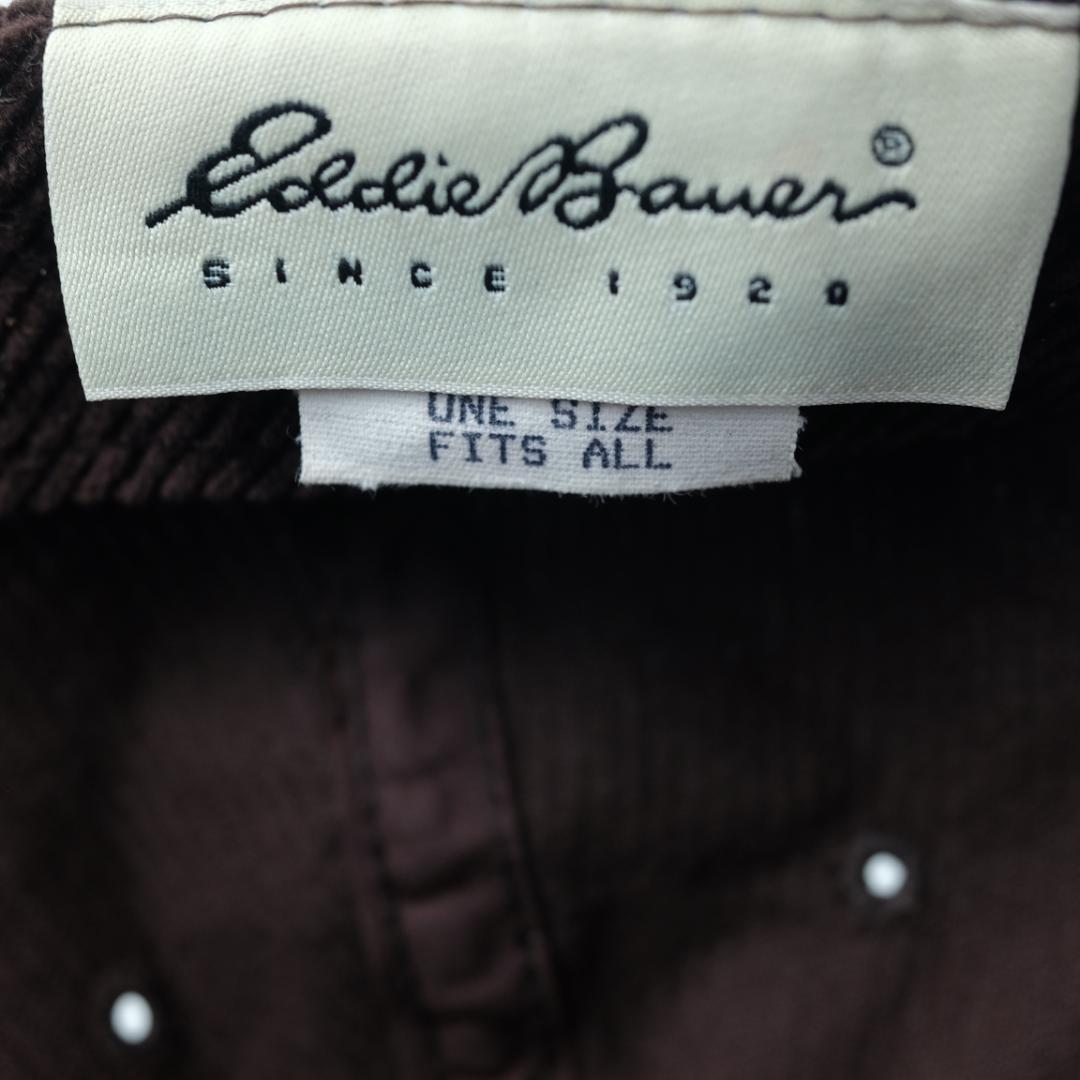 Eddie Bauer®
SINCE 1920
ONE SIZE
FITS ALL